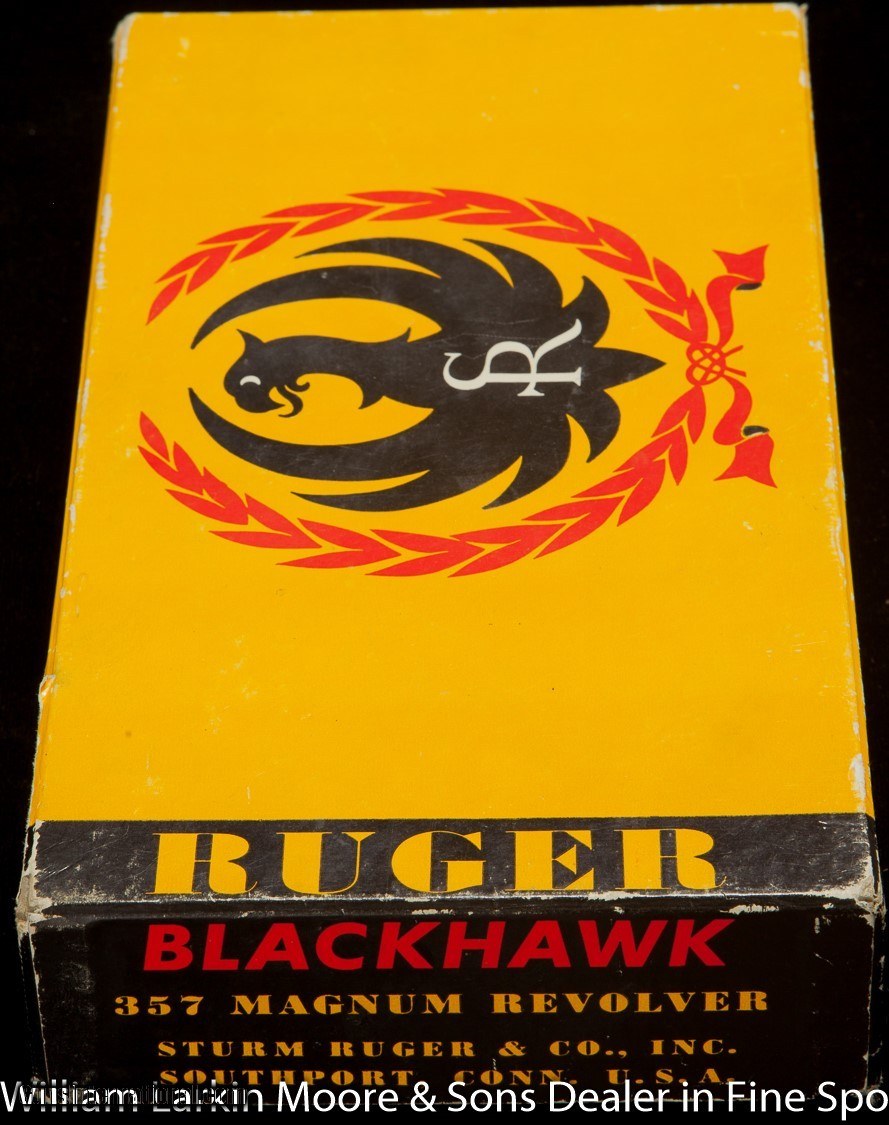 SR
RUGER
BLACKHAWK
357 MAGNUM REVOLVER
STURM RUGER & CO., INC.
SOUTHPORT, CONN. U.S.A.
William Larkin Moore & Sons Dealer in Fine Spo